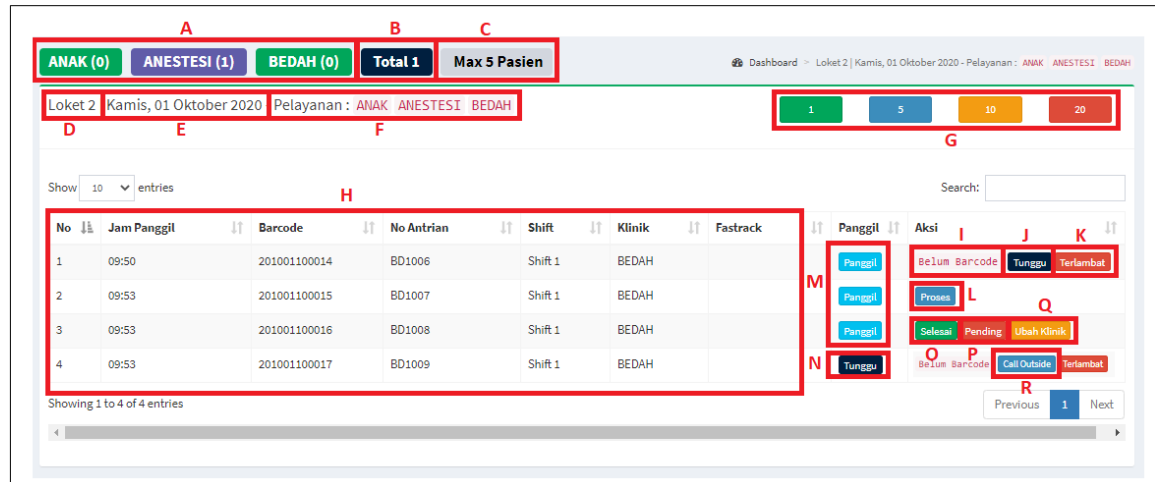 A B C
ANAK (0) ANESTESI (1) BEDAH (0) Total 1 Max 5 Pasien Dashboard > Loket 2 | Kamis, 01 Oktober 2020 - Pelayanan : ANAK ANESTESI BEDAH
Loket 2 Kamis, 01 Oktober 2020 Pelayanan : ANAK ANESTESI BEDAH 1 5 10 20
D E F G
Show 10 entries Search:
H
No Jam Panggil Barcode No Antrian Shift Klinik Fastrack Panggil Aksi
I J K
1 09:50 201001100014 BD1006 Shift 1 BEDAH Panggil Belum Barcode Tunggu Terlambat
M
2 09:53 201001100015 BD1007 Shift 1 BEDAH Panggil Proses L
Q
3 09:53 201001100016 BD1008 Shift 1 BEDAH Panggil Selesai Pending Ubah Klinik
O P
4 09:53 201001100017 BD1009 Shift 1 BEDAH N Tunggu Belum Barcode Call Outside Terlambat
R
Showing 1 to 4 of 4 entries Previous 1 Next